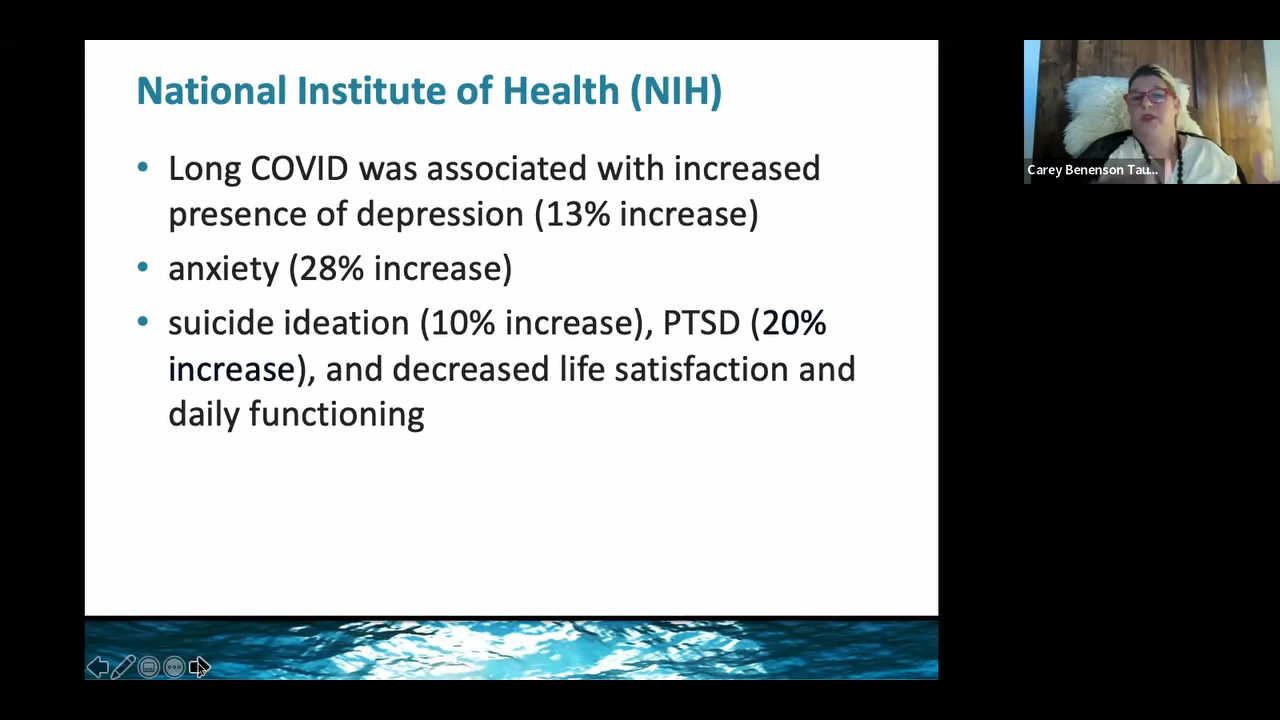 National Institute of Health (NIH)
• Long COVID was associated with increased
presence of depression (13% increase)
• anxiety (28% increase)
• suicide ideation (10% increase), PTSD (20%
increase), and decreased life satisfaction and
daily functioning
Carey Benenson Tau...